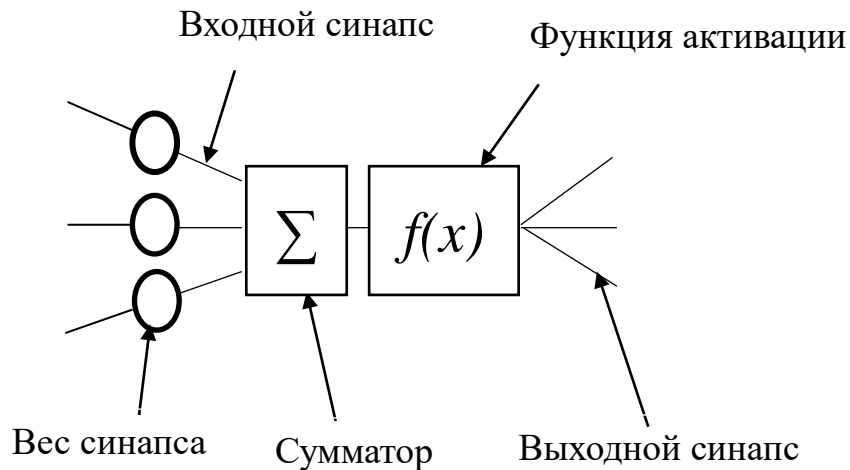 Входной синапс
Функция активации
∑
f(x)
Вес синапса
Сумматор
Выходной синапс